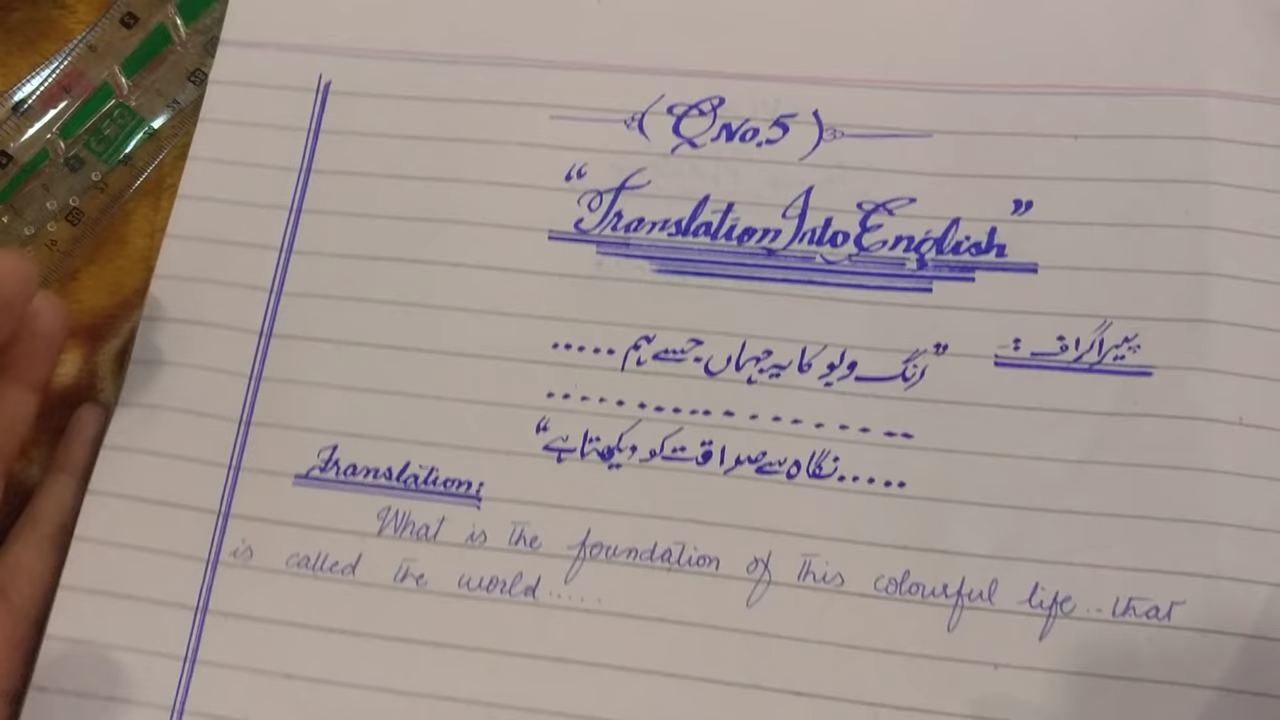 (Q No.5)
"Translation Into English"
پیراگراف :
"رنگ و بو کا یہ جہاں۔ جسے ہم .....
..................
..... نگاہ سے صداقت کو دیکھتا ہے"
Translation:
What is the foundation of this colourful life..that
is called the world.....